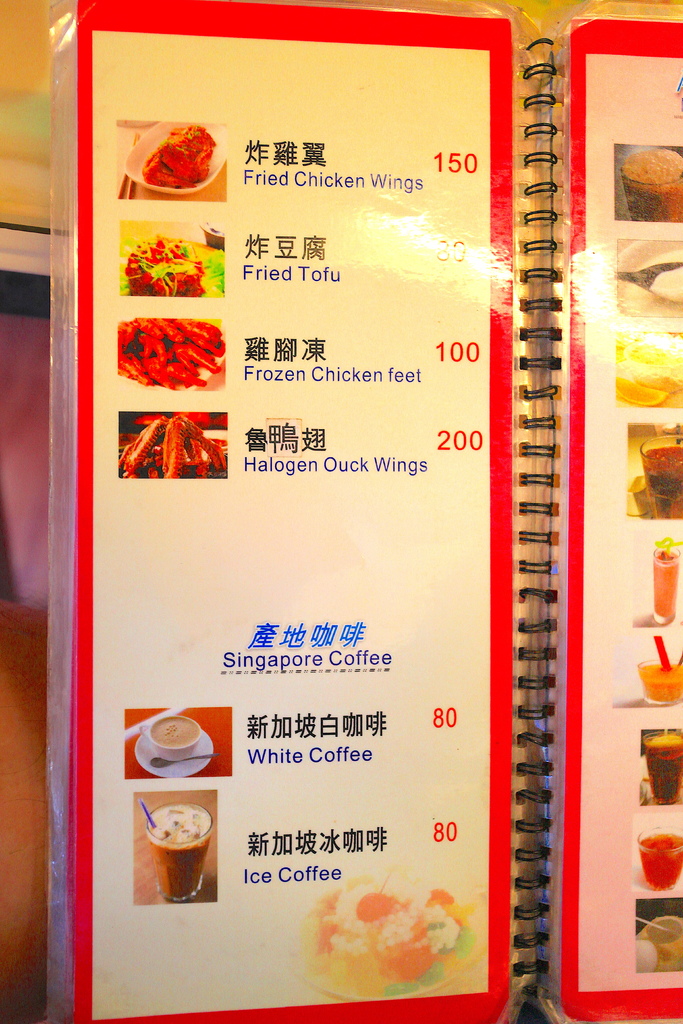 炸雞翼
Fried Chicken Wings 150
炸豆腐 80
Fried Tofu
雞腳凍 100
Frozen Chicken feet
魯鴨翅 200
Halogen Ouck Wings
產地咖啡
Singapore Coffee
新加坡白咖啡 80
White Coffee
新加坡冰咖啡 80
Ice Coffee